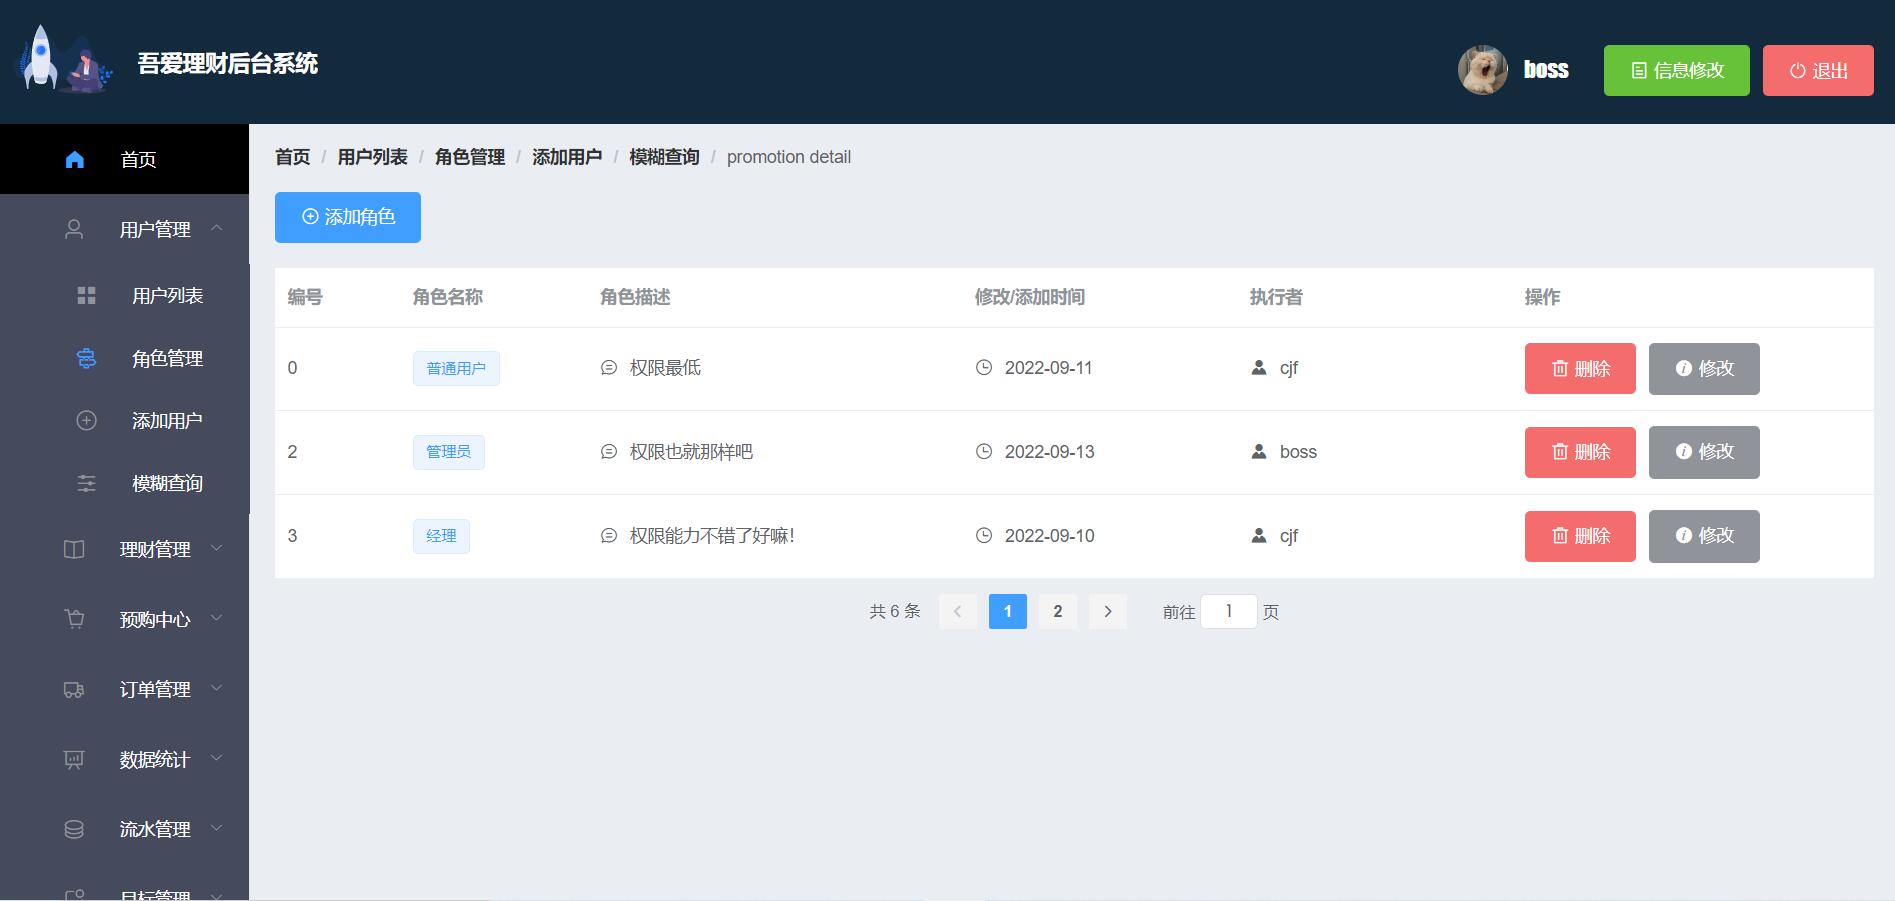 吾爱理财后台系统
boss
信息修改
退出
首页
用户管理
用户列表
角色管理
添加用户
模糊查询
理财管理
预购中心
订单管理
数据统计
流水管理
目标管理
首页 / 用户列表 / 角色管理 / 添加用户 / 模糊查询 / promotion detail
添加角色
编号 角色名称 角色描述 修改/添加时间 执行者 操作
0 普通用户 权限最低 2022-09-11 cjf 删除 修改
2 管理员 权限也就那样吧 2022-09-13 boss 删除 修改
3 经理 权限能力不错了好嘛! 2022-09-10 cjf 删除 修改
共 6 条 1 2 前往 1 页